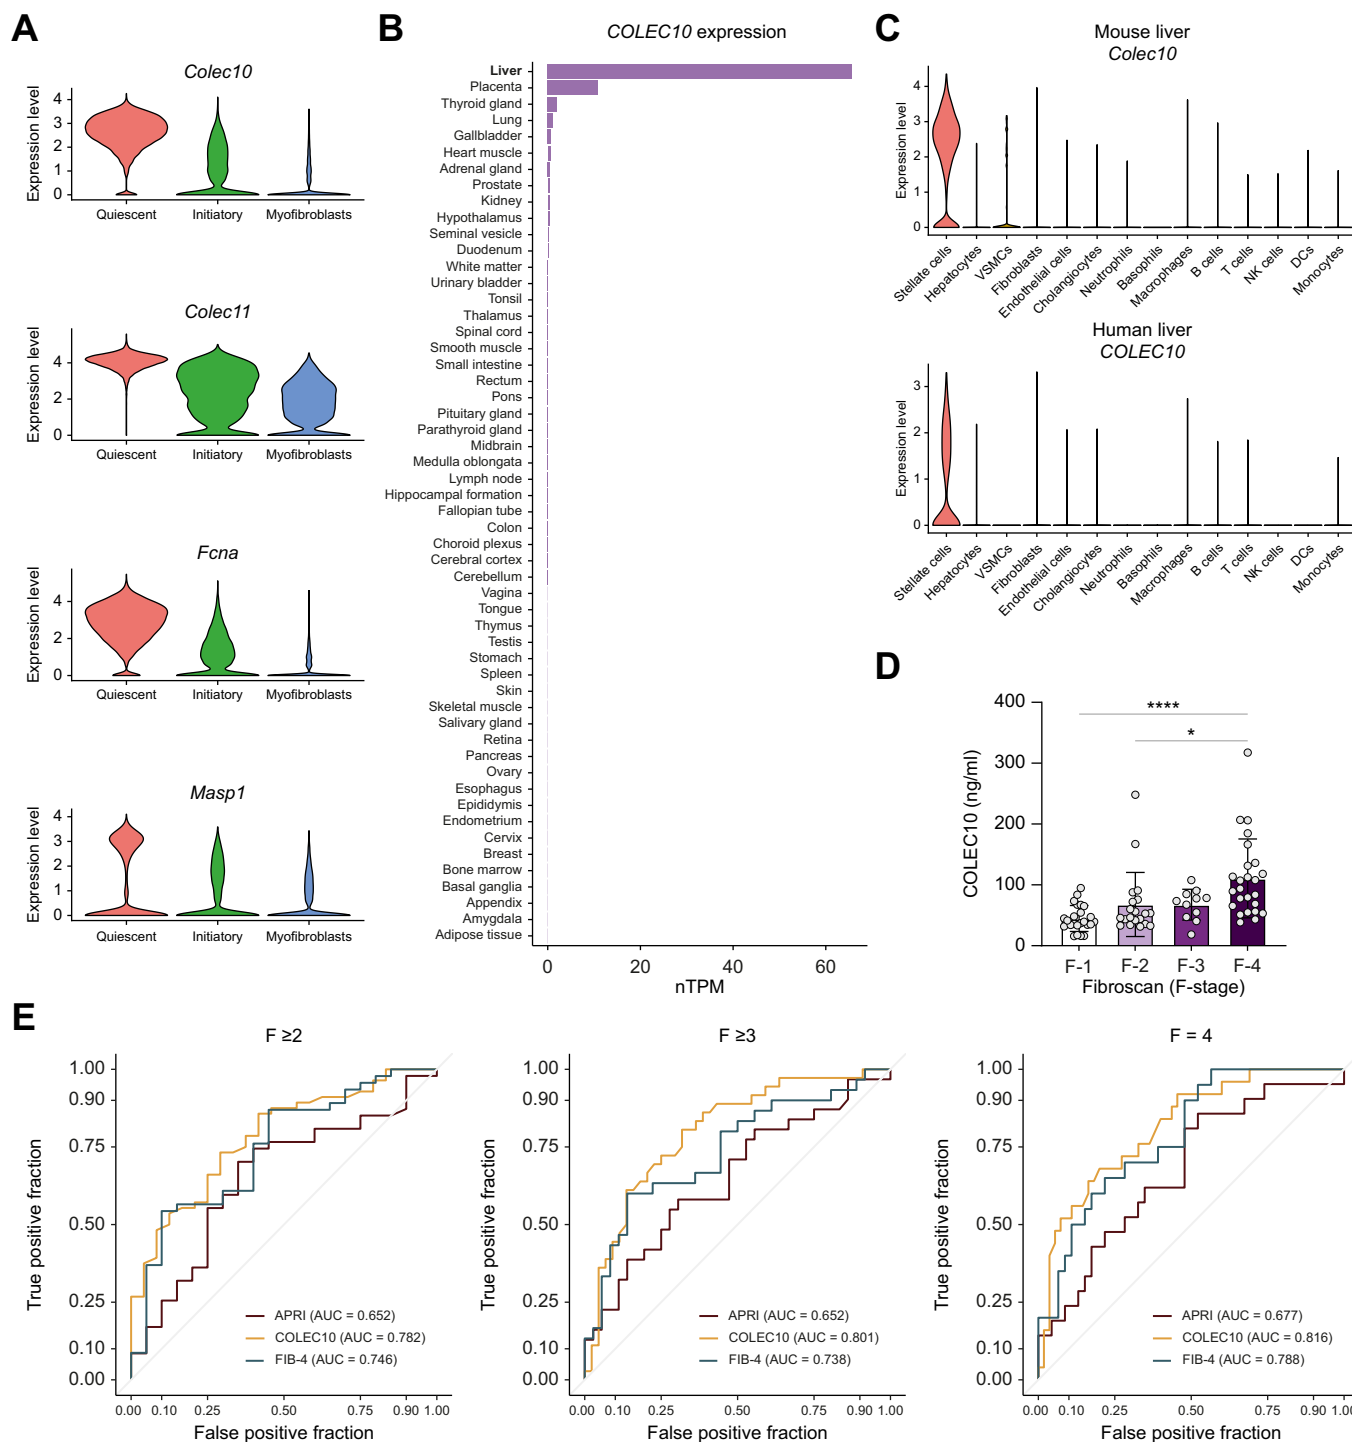 A
Colec10
Expression level
4
3
2
1
0
Quiescent
Initiatory
Myofibroblasts
Colec11
Expression level
4
2
0
Quiescent
Initiatory
Myofibroblasts
Fcna
Expression level
4
2
0
Quiescent
Initiatory
Myofibroblasts
Masp1
Expression level
4
3
2
1
0
Quiescent
Initiatory
Myofibroblasts
B
COLEC10 expression
Liver
Placenta
Thyroid gland
Lung
Gallbladder
Heart muscle
Adrenal gland
Prostate
Kidney
Hypothalamus
Seminal vesicle
Duodenum
White matter
Urinary bladder
Tonsil
Thalamus
Spinal cord
Smooth muscle
Small intestine
Rectum
Pons
Pituitary gland
Parathyroid gland
Midbrain
Medulla oblongata
Lymph node
Hippocampal formation
Fallopian tube
Colon
Choroid plexus
Cerebral cortex
Cerebellum
Vagina
Tongue
Thymus
Testis
Stomach
Spleen
Skin
Skeletal muscle
Salivary gland
Retina
Pancreas
Ovary
Esophagus
Epididymis
Endometrium
Cervix
Breast
Bone marrow
Basal ganglia
Appendix
Amygdala
Adipose tissue
0
20
40
60
nTPM
C
Mouse liver
Colec10
Expression level
4
3
2
1
0
Stellate cells
Hepatocytes
VSMCs
Fibroblasts
Endothelial cells
Cholangiocytes
Neutrophils
Basophils
Macrophages
B cells
T cells
NK cells
DCs
Monocytes
Human liver
COLEC10
Expression level
3
2
1
0
Stellate cells
Hepatocytes
VSMCs
Fibroblasts
Endothelial cells
Cholangiocytes
Neutrophils
Basophils
Macrophages
B cells
T cells
NK cells
DCs
Monocytes
D
COLEC10 (ng/ml)
400
300
200
100
0
****
*
F-1
F-2
F-3
F-4
Fibroscan (F-stage)
E
F ≥2
True positive fraction
1.00
0.90
0.75
0.50
0.25
0.10
0.00
APRI (AUC = 0.652)
COLEC10 (AUC = 0.782)
FIB-4 (AUC = 0.746)
0.00
0.10
0.25
0.50
0.75
0.90
1.00
False positive fraction
F ≥3
True positive fraction
1.00
0.90
0.75
0.50
0.25
0.10
0.00
APRI (AUC = 0.652)
COLEC10 (AUC = 0.801)
FIB-4 (AUC = 0.738)
0.00
0.10
0.25
0.50
0.75
0.90
1.00
False positive fraction
F = 4
True positive fraction
1.00
0.90
0.75
0.50
0.25
0.10
0.00
APRI (AUC = 0.677)
COLEC10 (AUC = 0.816)
FIB-4 (AUC = 0.788)
0.00
0.10
0.25
0.50
0.75
0.90
1.00
False positive fraction